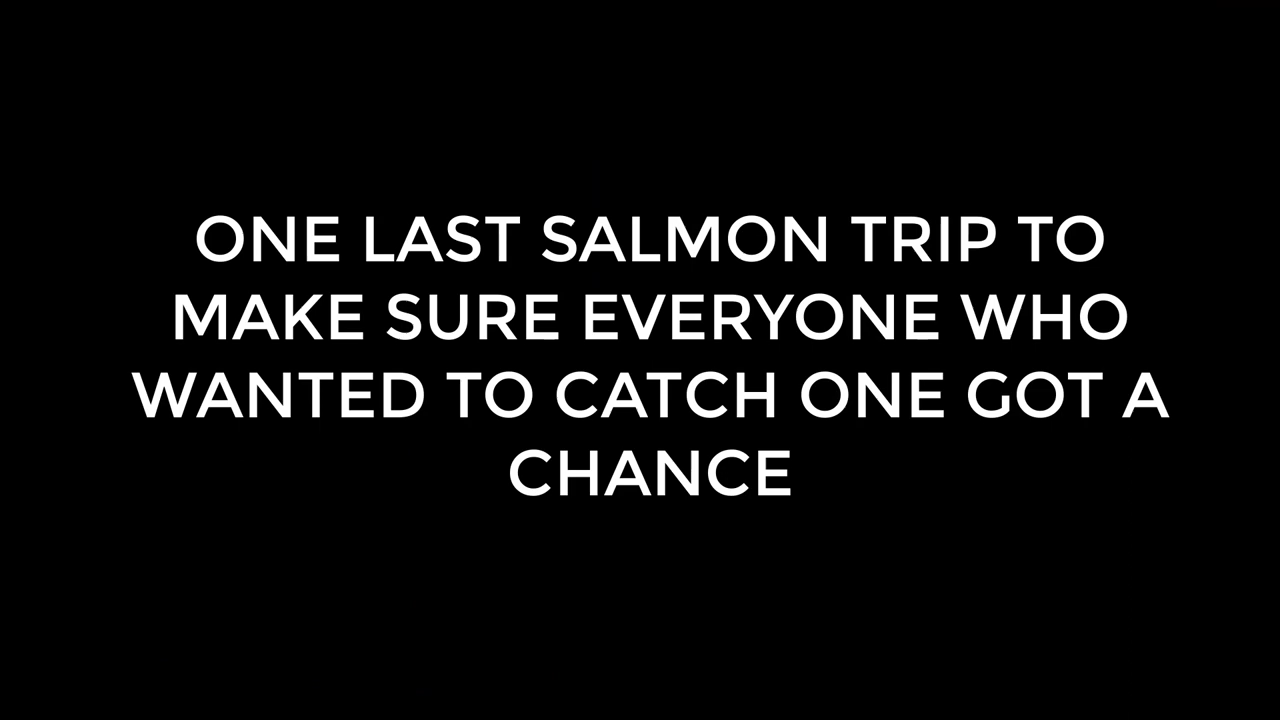 ONE LAST SALMON TRIP TO
MAKE SURE EVERYONE WHO
WANTED TO CATCH ONE GOT A
CHANCE